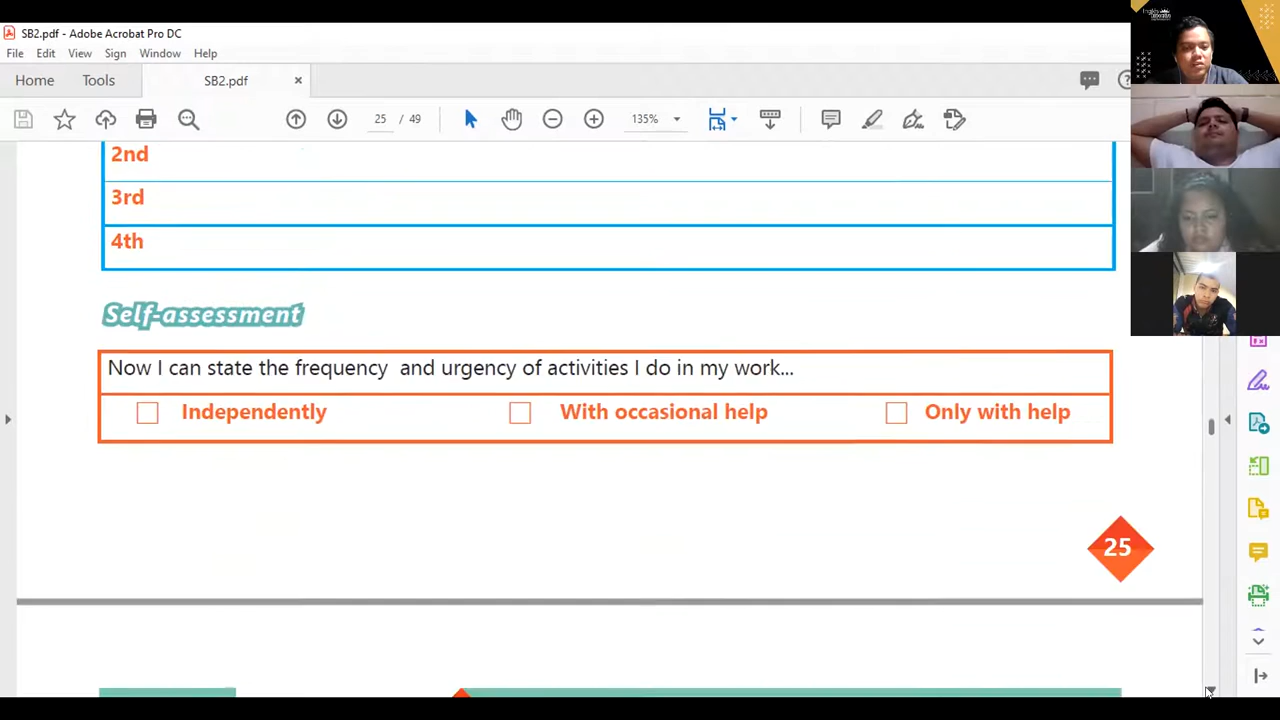 SB2.pdf - Adobe Acrobat Pro DC
File Edit View Window Sign Help
Home Tools SB2.pdf ×
25 / 49 135%
2nd
3rd
4th
Self-assessment
Now I can state the frequency and urgency of activities I do in my work...
Independently With occasional help Only with help
25